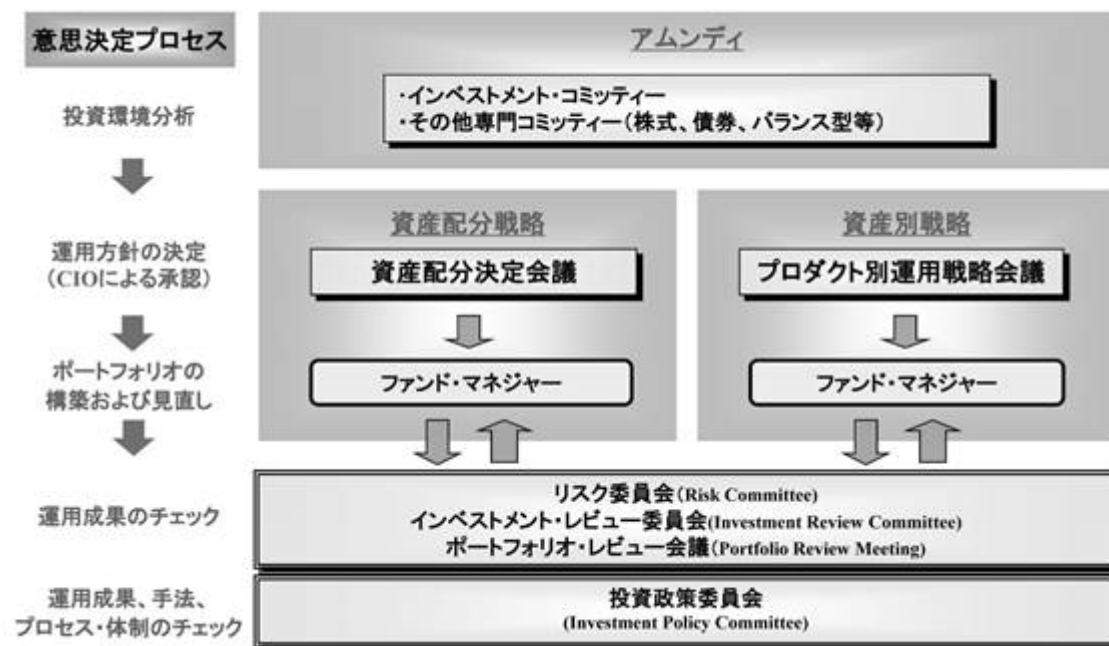 意思決定プロセス
アムンディ
投資環境分析
・インベストメント・コミッティー
・その他専門コミッティー(株式、債券、バランス型等)
運用方針の決定
(CIOによる承認)
資産配分戦略
資産配分決定会議
資産別戦略
プロダクト別運用戦略会議
ポートフォリオの
構築および見直し
ファンド・マネジャー
ファンド・マネジャー
運用成果のチェック
リスク委員会(Risk Committee)
インベストメント・レビュー委員会(Investment Review Committee)
ポートフォリオ・レビュー会議(Portfolio Review Meeting)
運用成果、手法、
プロセス・体制のチェック
投資政策委員会
(Investment Policy Committee)